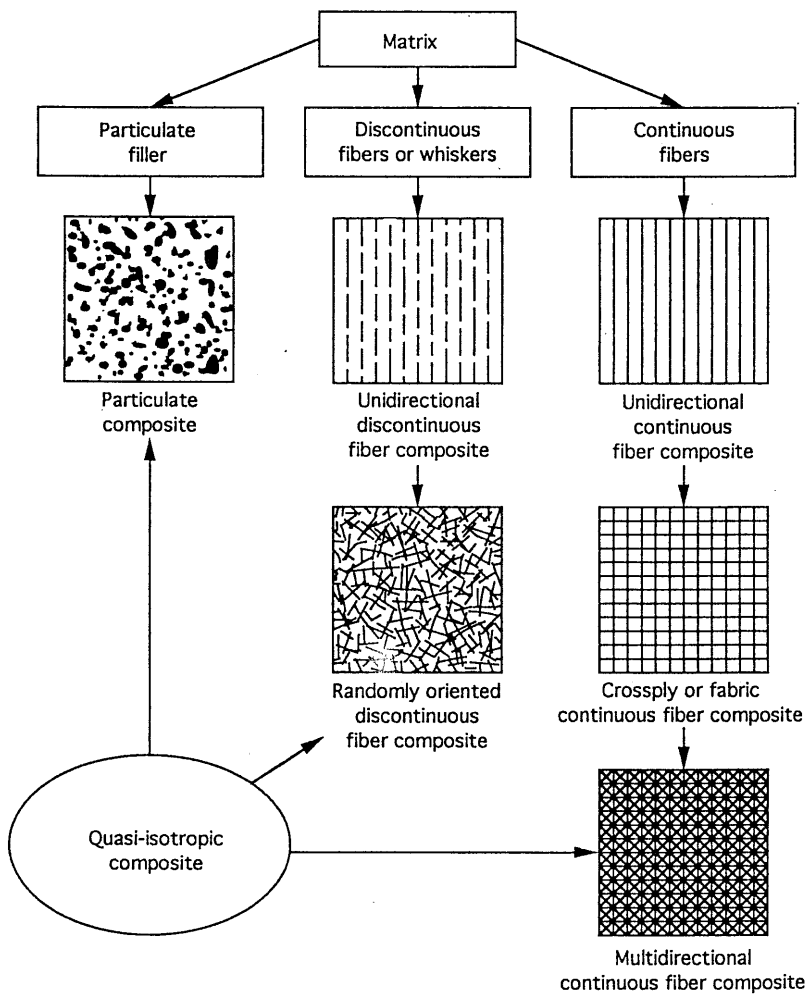 Matrix
Particulate
filler
Discontinuous
fibers or whiskers
Continuous
fibers
Particulate
composite
Unidirectional
discontinuous
fiber composite
Unidirectional
continuous
fiber composite
Randomly oriented
discontinuous
fiber composite
Crossply or fabric
continuous fiber composite
Quasi-isotropic
composite
Multidirectional
continuous fiber composite